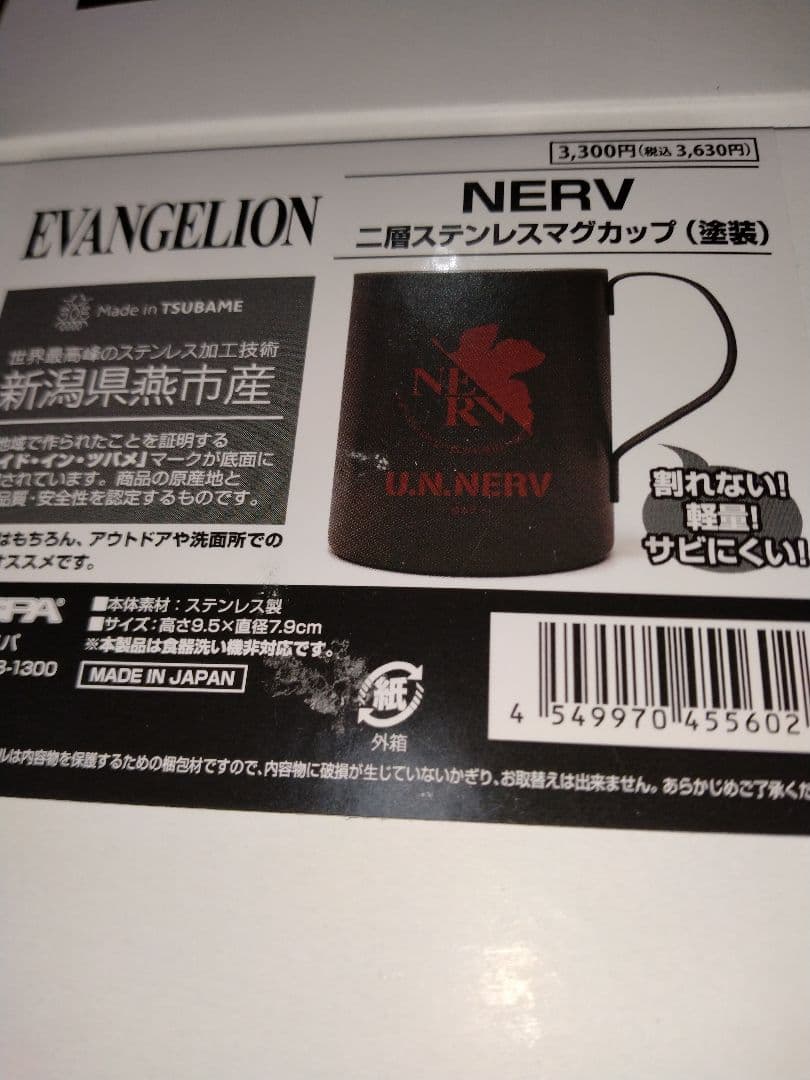 3,300円(税込 3,630円)
EVANGELION
NERV
二層ステンレスマグカップ(塗装)
Made in TSUBAME
世界最高峰のステンレス加工技術
新潟県燕市産
地域で作られたことを証明する
イド・イン・ツバメ」マークが底面に
されています。商品の原産地と
品質・安全性を認定するものです。
はもちろん、アウトドアや洗面所での
オススメです。
NERV
U.N.NERV
割れない!
軽量!
サビにくい!
■本体素材:ステンレス製
■サイズ:高さ9.5×直径7.9cm
※本製品は食器洗い機非対応です。
MADE IN JAPAN
-1300
紙
外箱
4 549970 455602
ルは内容物を保護するための梱包材ですので、内容物に破損が生じていないかぎり、お取替えは出来ません。あらかじめご了承くだ